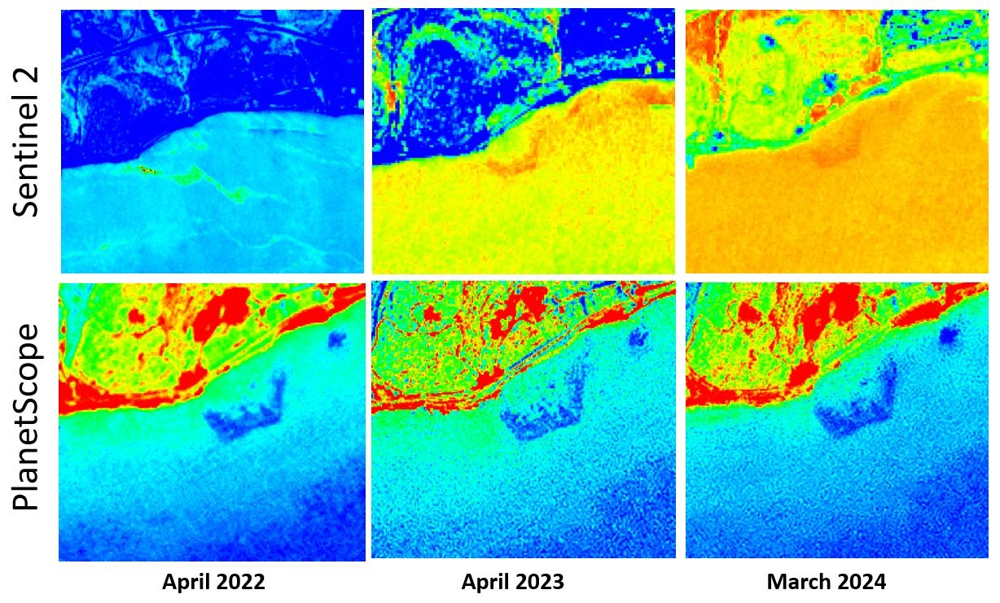 Sentinel 2
PlanetScope
April 2022
April 2023
March 2024